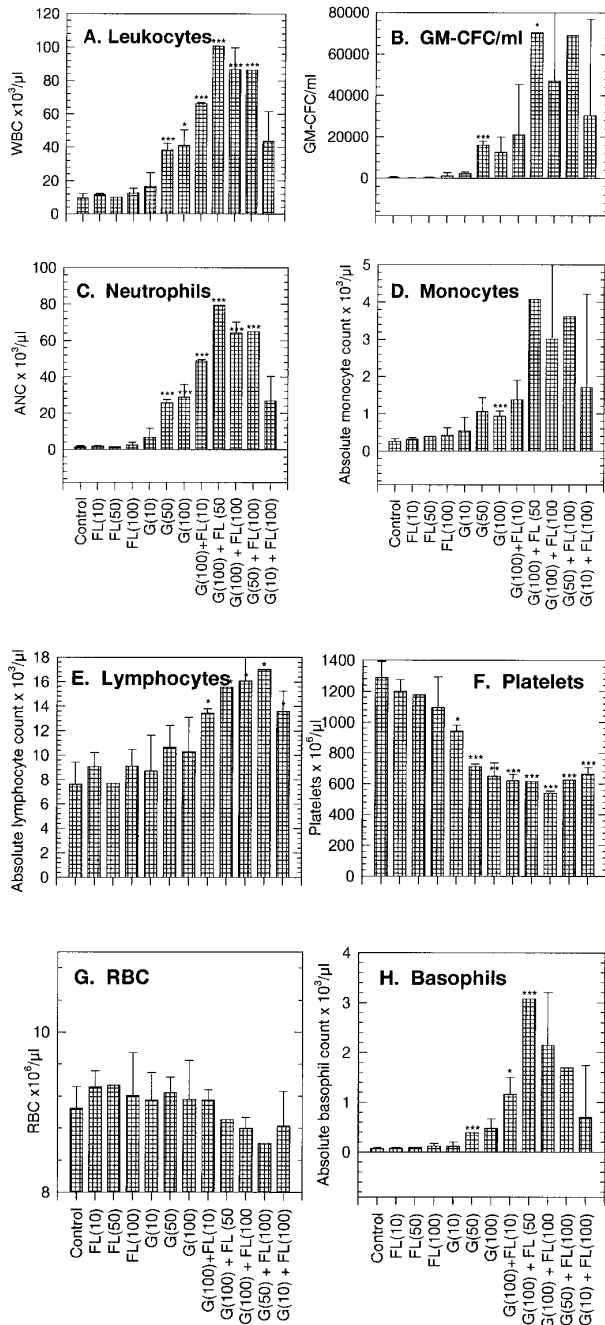 A. Leukocytes
WBC x10³/µl
120
100
80
60
40
20
0
*** * *** *** *** ***
B. GM-CFC/ml
GM-CFC/ml
80000
60000
40000
20000
0
*** *
C. Neutrophils
ANC x 10³/µl
100
80
60
40
20
0
*** *** *** *** *** ***
Control
FL(10)
FL(50)
FL(100)
G(10)
G(50)
G(100)
G(100)+FL(10)
G(100) + FL (50
G(100) + FL(100
G(50) + FL(100)
G(10) + FL(100)
D. Monocytes
Absolute monocyte count x 10³/µl
5
4
3
2
1
0
***
Control
FL(10)
FL(50)
FL(100)
G(10)
G(50)
G(100)
G(100)+FL(10)
G(100) + FL (50
G(100) + FL(100
G(50) + FL(100)
G(10) + FL(100)
E. Lymphocytes
Absolute lymphocyte count x 10³/µl
18
16
14
12
10
8
6
4
2
0
F. Platelets
Platelets x 10⁶/µl
1400
1200
1000
800
600
400
200
0
* *** ** *** *** *** *** ***
G. RBC
RBC x10⁶/µl
10
8
Control
FL(10)
FL(50)
FL(100)
G(10)
G(50)
G(100)
G(100)+FL(10)
G(100) + FL (50
G(100) + FL(100
G(50) + FL(100)
G(10) + FL(100)
H. Basophils
Absolute basophil count x 10³/µl
4
3
2
1
0
*** * ***
Control
FL(10)
FL(50)
FL(100)
G(10)
G(50)
G(100)
G(100)+FL(10)
G(100) + FL (50
G(100) + FL(100
G(50) + FL(100)
G(10) + FL(100)